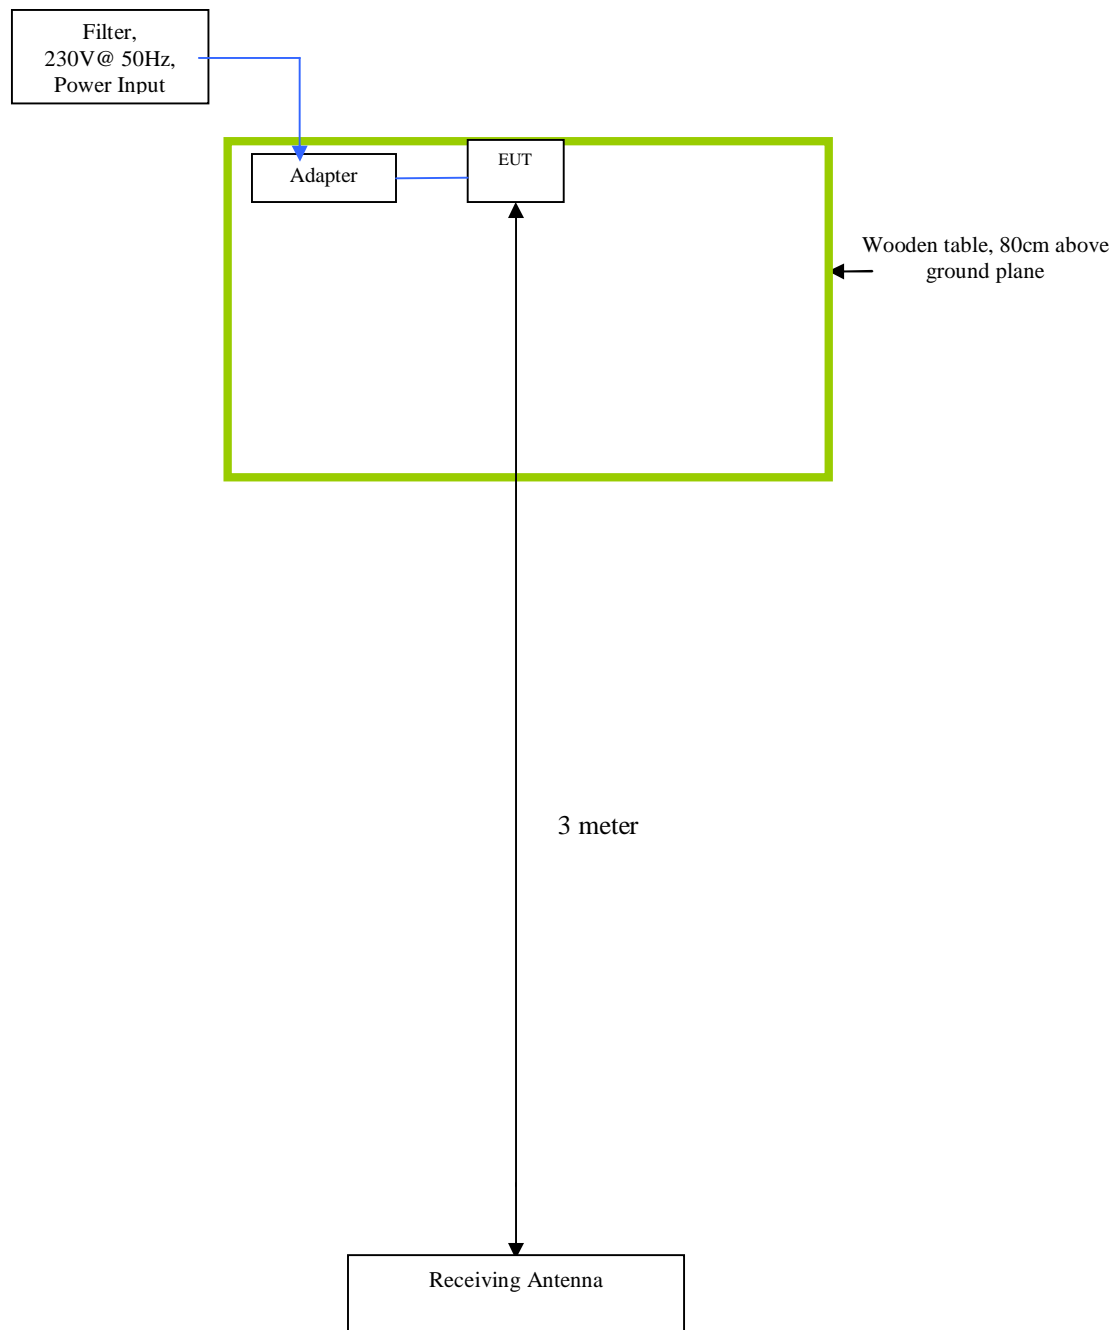 Filter,
230V@ 50Hz,
Power Input
Adapter
EUT
Wooden table, 80cm above
ground plane
3 meter
Receiving Antenna